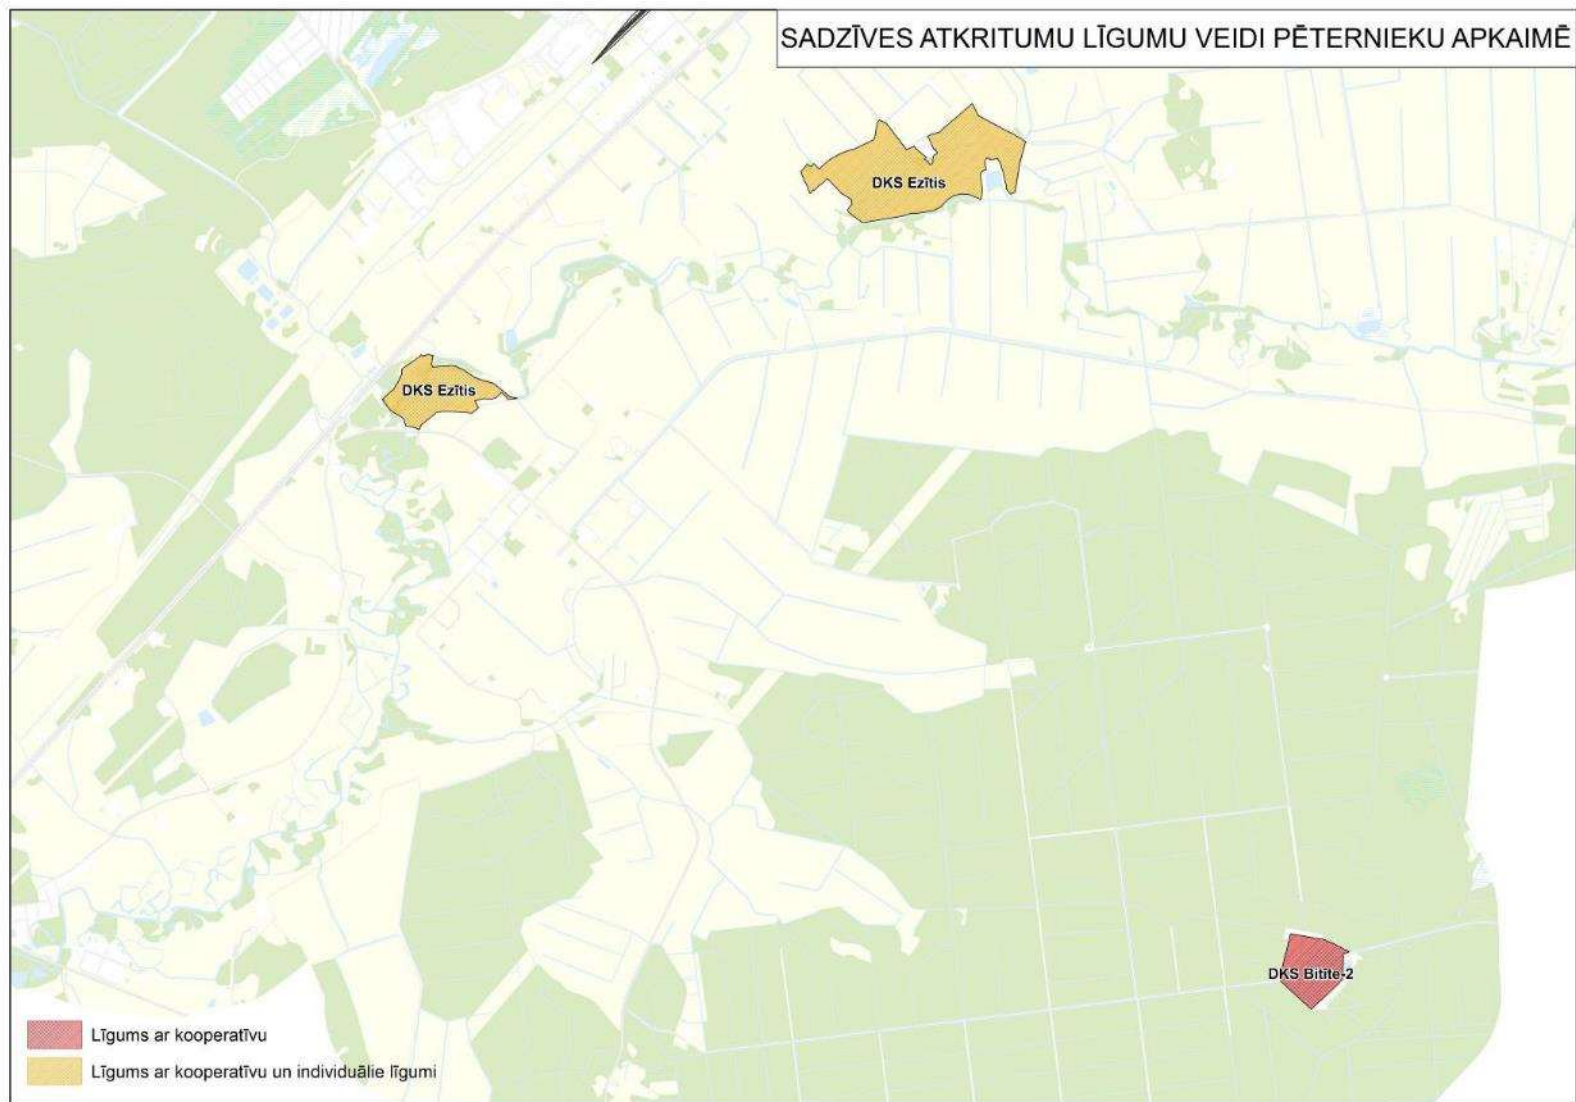 SADZĪVES ATKRITUMU LĪGUMU VEIDI PĒTERNIEKU APKAIMĒ
DKS Ezītis
DKS Ezītis
DKS Bitīte-2
Līgums ar kooperatīvu
Līgums ar kooperatīvu un individuālie līgumi